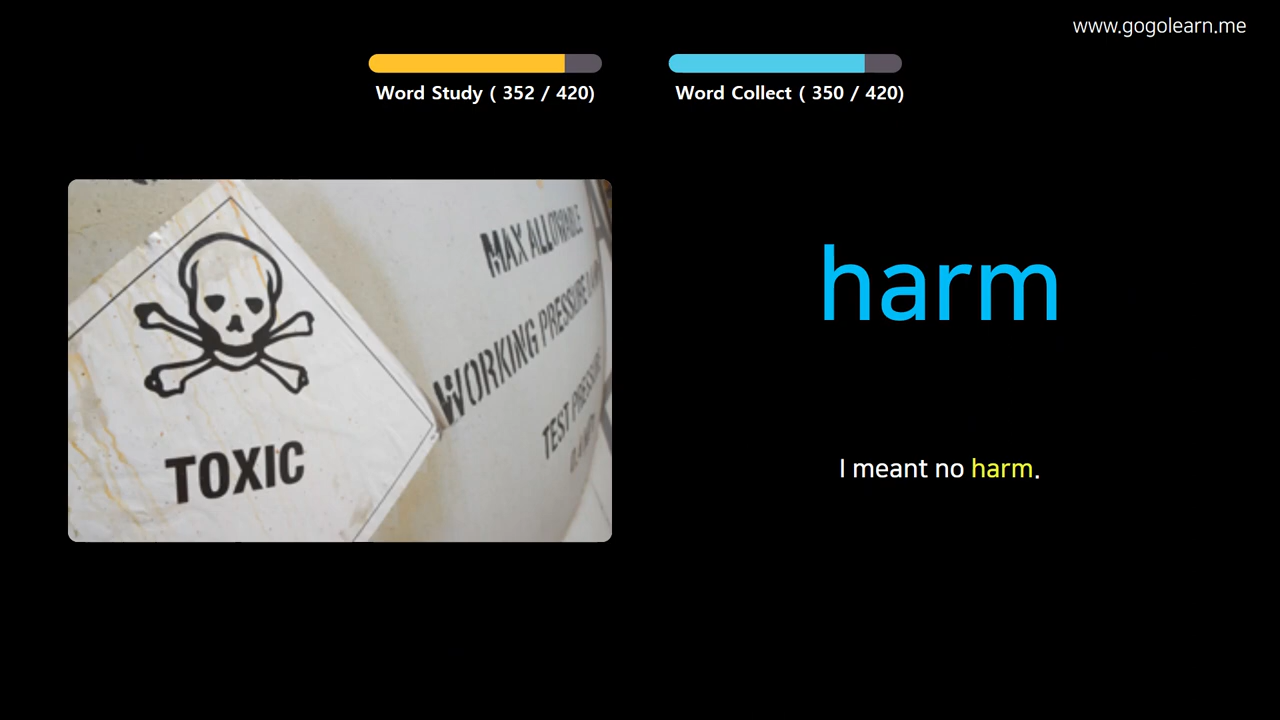 www.gogolearn.me
Word Study ( 352 / 420)
Word Collect ( 350 / 420)
MAX ALLOWABLE
WORKING PRESSURE
TEST PRESSURE
TOXIC
harm
I meant no harm.